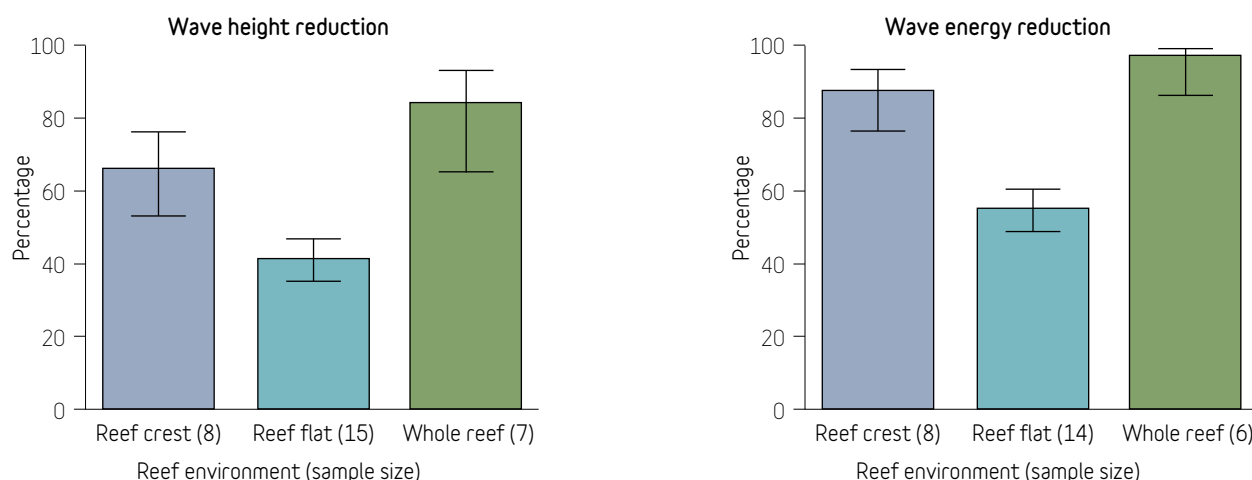 Wave height reduction
Percentage
100
80
60
40
20
0
Reef crest (8)
Reef flat (15)
Whole reef (7)
Reef environment (sample size)
Wave energy reduction
Percentage
100
80
60
40
20
0
Reef crest (8)
Reef flat (14)
Whole reef (6)
Reef environment (sample size)